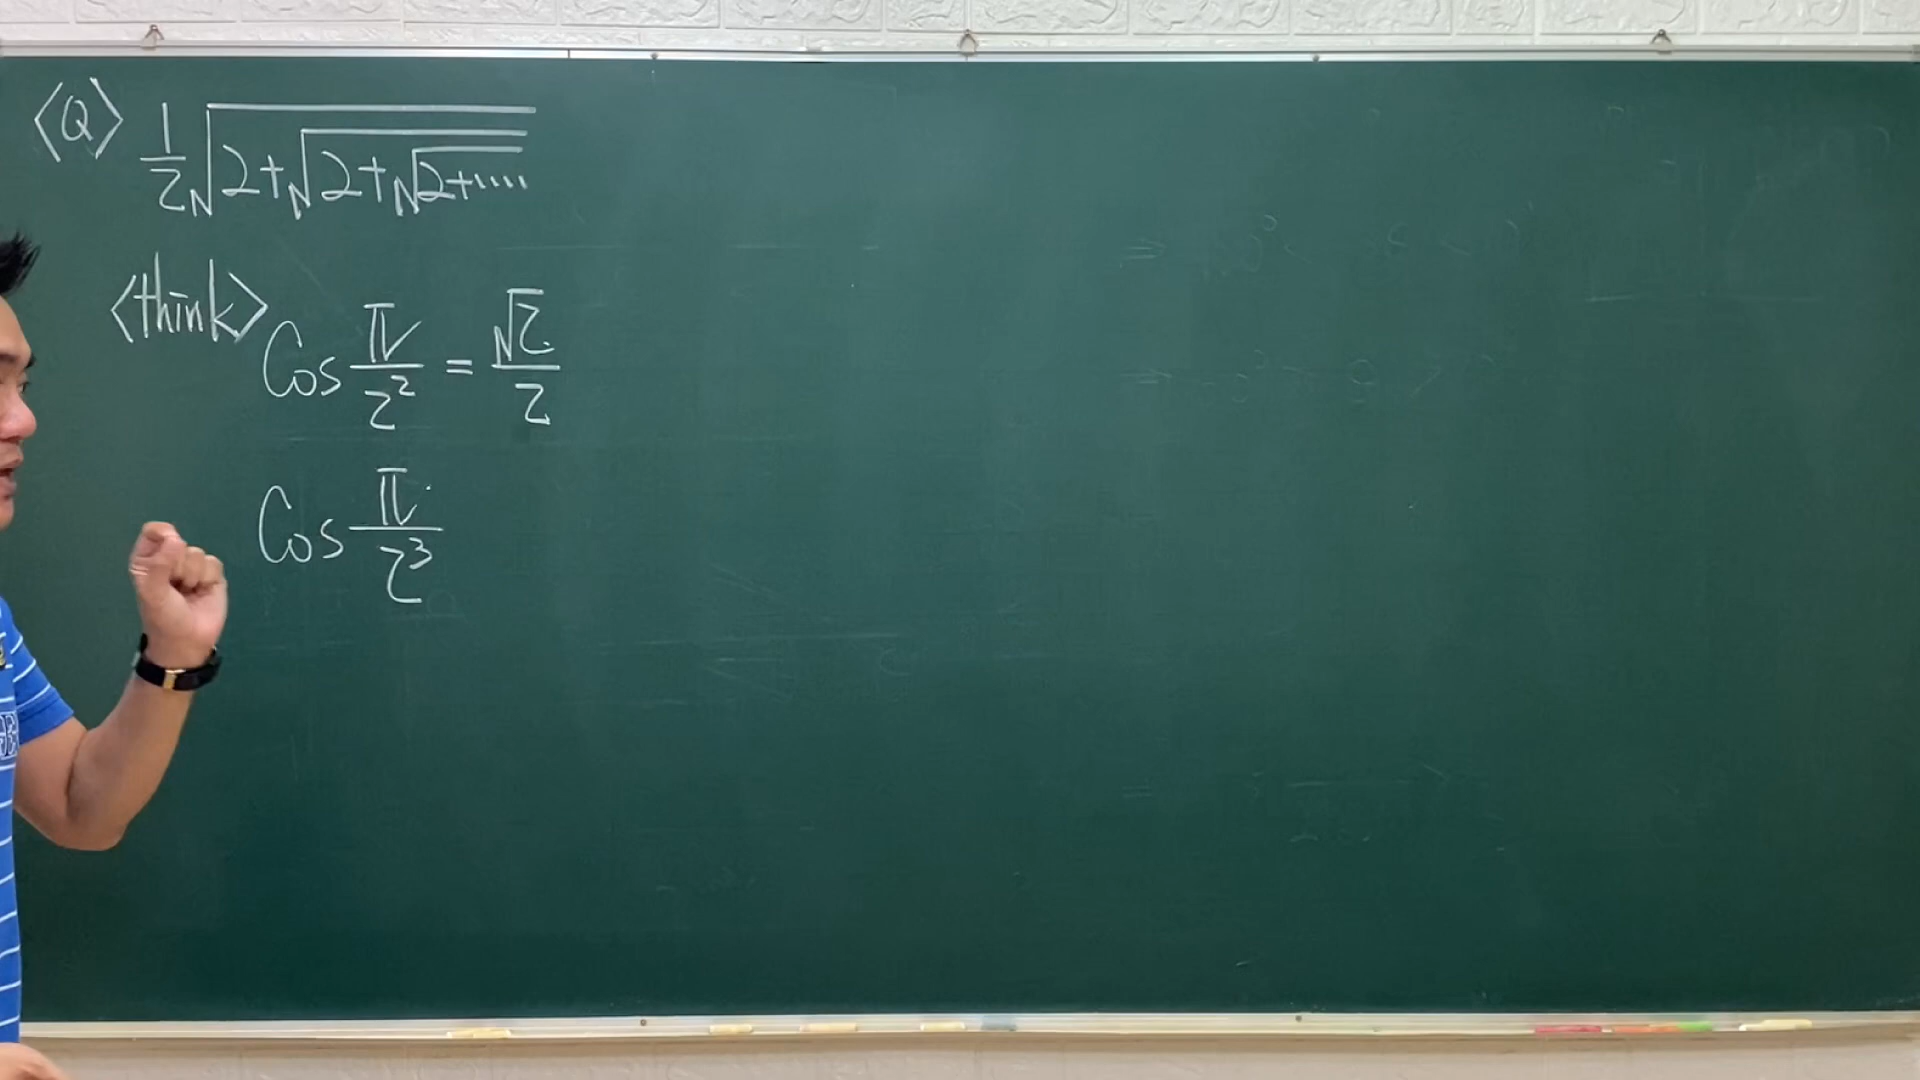 <Q> 1/2 √(2+√(2+√(2+.....
<think>
Cos π/2² = √2/2
Cos π/2³